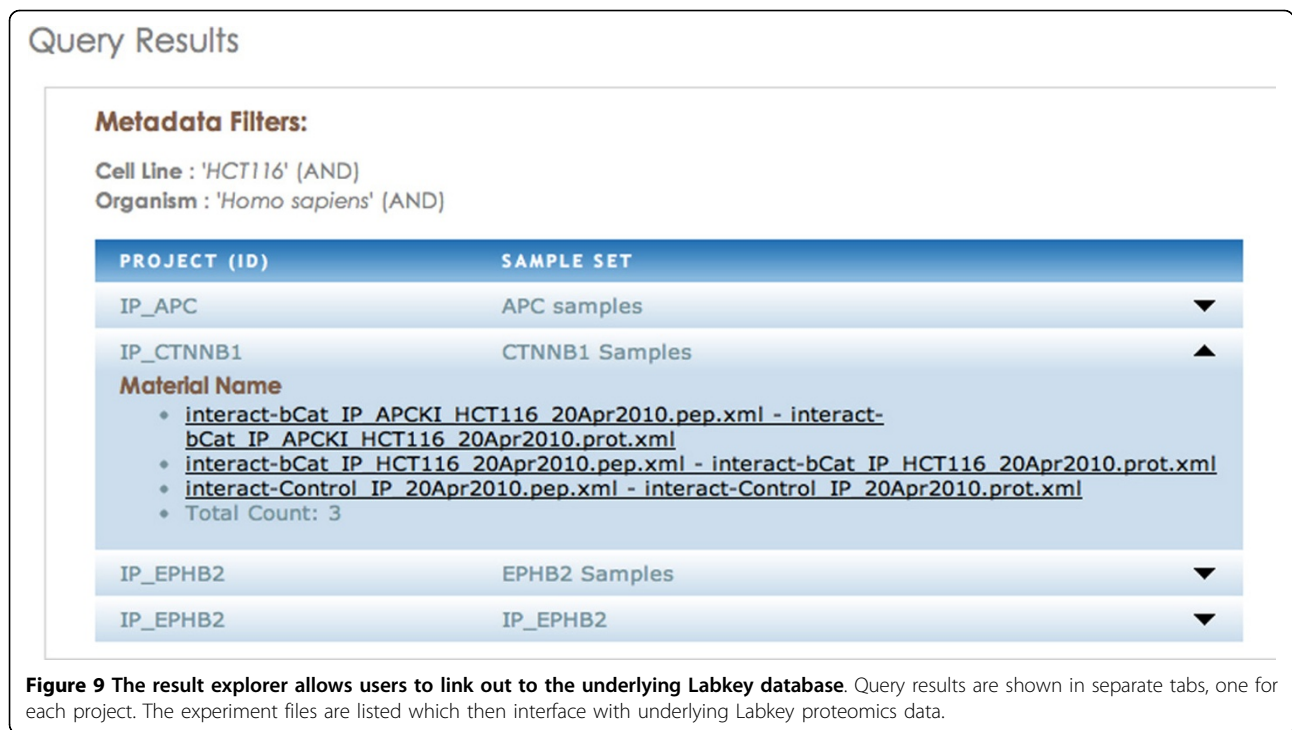 Query Results
Metadata Filters:
Cell Line : 'HCT116' (AND)
Organism : 'Homo sapiens' (AND)
PROJECT (ID) SAMPLE SET
IP_APC APC samples
IP_CTNNB1 CTNNB1 Samples
Material Name
interact-bCat_IP_APCKI_HCT116_20Apr2010.pep.xml - interact-
bCat_IP_APCKI_HCT116_20Apr2010.prot.xml
interact-bCat_IP_HCT116_20Apr2010.pep.xml - interact-bCat_IP_HCT116_20Apr2010.prot.xml
interact-Control_IP_20Apr2010.pep.xml - interact-Control_IP_20Apr2010.prot.xml
Total Count: 3
IP_EPHB2 EPHB2 Samples
IP_EPHB2 IP_EPHB2
Figure 9 The result explorer allows users to link out to the underlying Labkey database. Query results are shown in separate tabs, one for
each project. The experiment files are listed which then interface with underlying Labkey proteomics data.